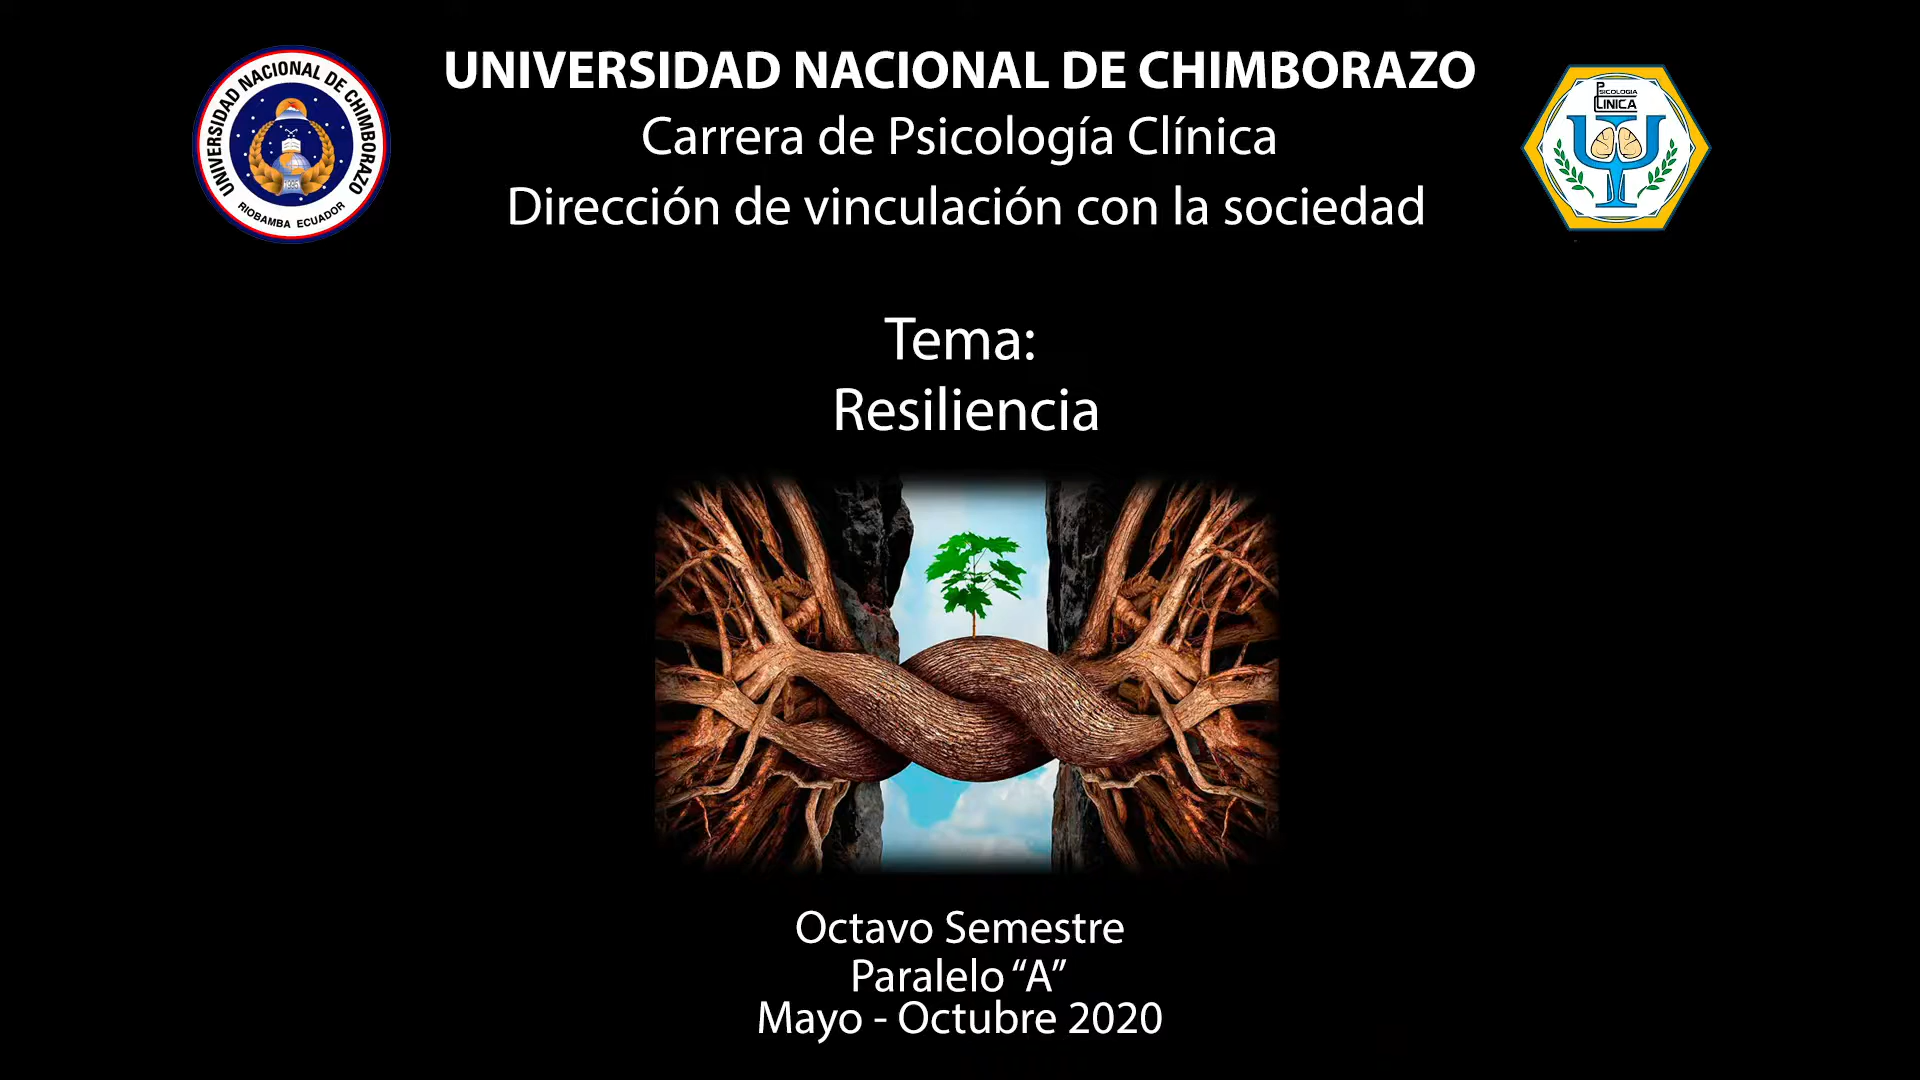 UNIVERSIDAD NACIONAL DE CHIMBORAZO
Carrera de Psicología Clínica
Dirección de vinculación con la sociedad
UNIVERSIDAD NACIONAL DE CHIMBORAZO
RIOBAMBA ECUADOR
PSICOLOGIA
CLINICA
Tema:
Resiliencia
Octavo Semestre
Paralelo “A”
Mayo - Octubre 2020